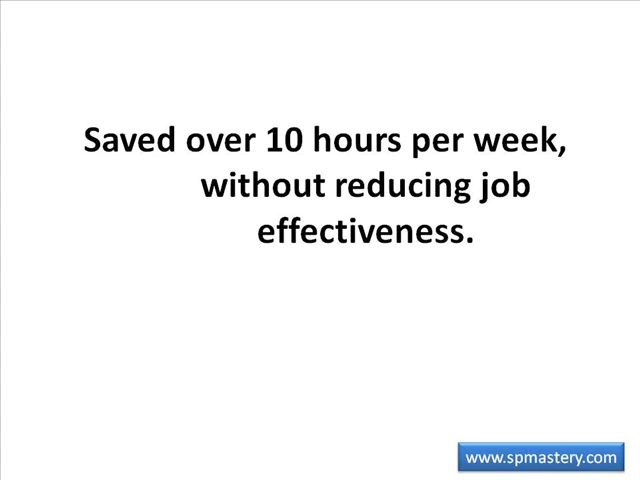 Saved over 10 hours per week,
without reducing job
effectiveness.
www.spmastery.com